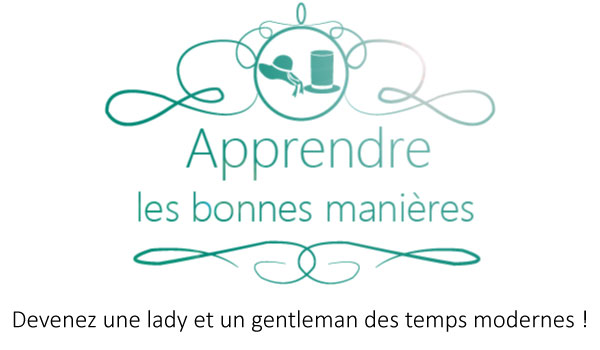 Apprendre
les bonnes manières
Devenez une lady et un gentleman des temps modernes !